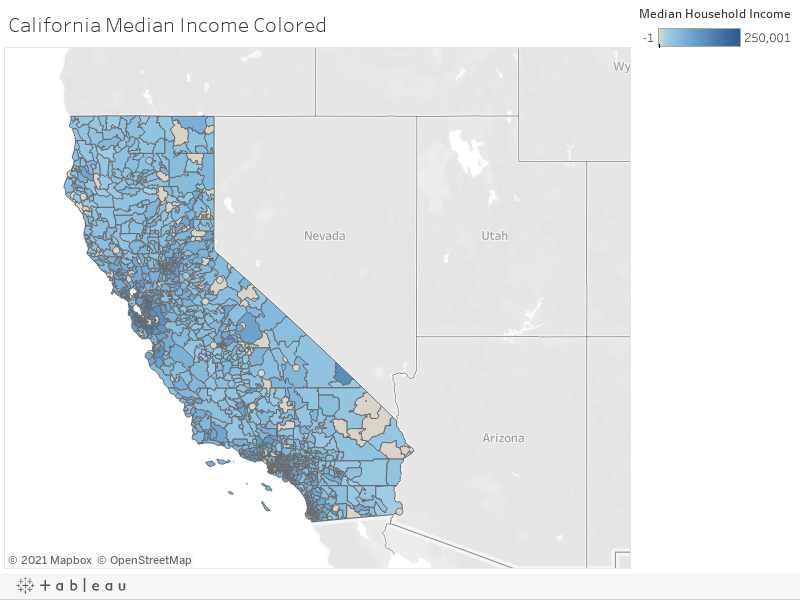 California Median Income Colored
Median Household Income
-1
250,001
Wy
Nevada
Utah
Arizona
© 2021 Mapbox © OpenStreetMap
+ableau